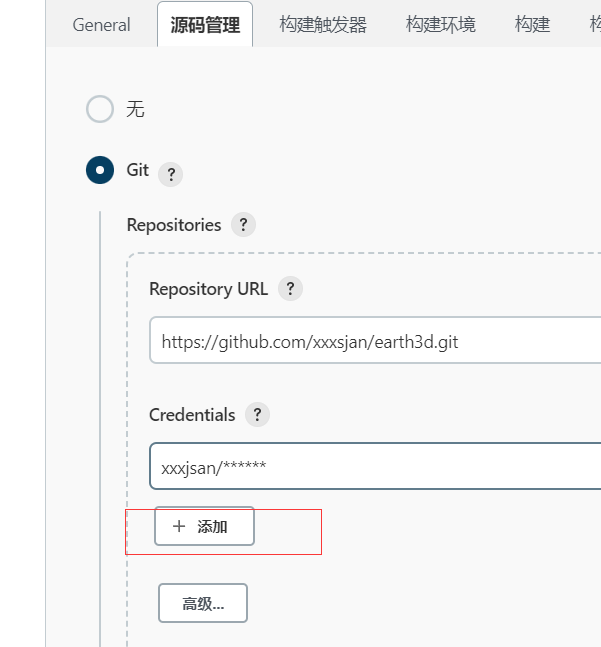 General 源码管理 构建触发器 构建环境 构建
无
Git ?
Repositories ?
Repository URL ?
https://github.com/xxxsjan/earth3d.git
Credentials ?
xxxjsan/******
+ 添加
高级...